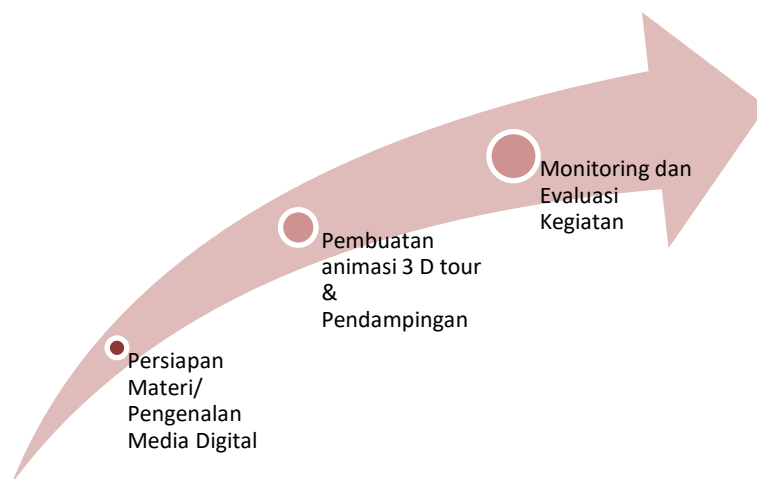 Monitoring dan
Evaluasi
Kegiatan
Pembuatan
animasi 3 D tour
&
Pendampingan
Persiapan
Materi/
Pengenalan
Media Digital